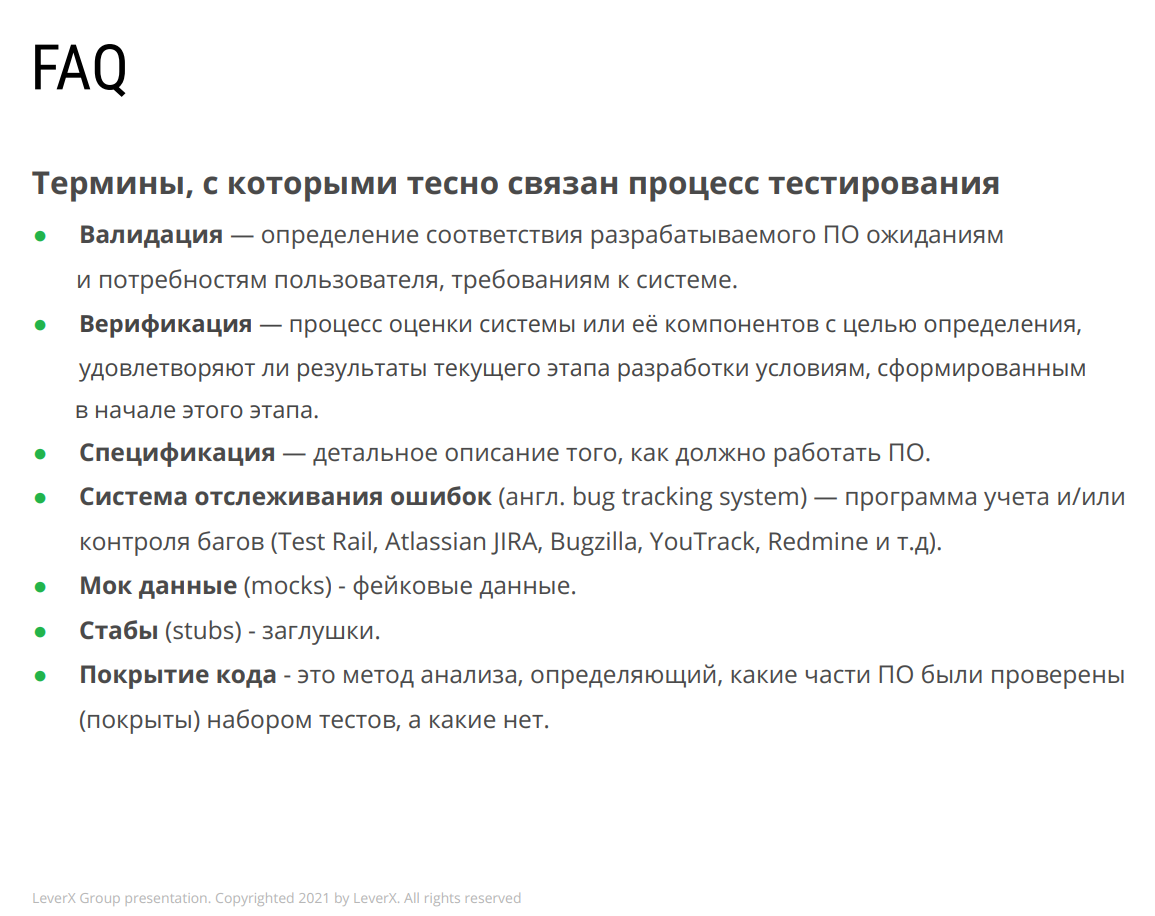 FAQ
Термины, с которыми тесно связан процесс тестирования
● Валидация — определение соответствия разрабатываемого ПО ожиданиям
и потребностям пользователя, требованиям к системе.
● Верификация — процесс оценки системы или её компонентов с целью определения,
удовлетворяют ли результаты текущего этапа разработки условиям, сформированным
в начале этого этапа.
● Спецификация — детальное описание того, как должно работать ПО.
● Система отслеживания ошибок (англ. bug tracking system) — программа учета и/или
контроля багов (Test Rail, Atlassian JIRA, Bugzilla, YouTrack, Redmine и т.д).
● Мок данные (mocks) - фейковые данные.
● Стабы (stubs) - заглушки.
● Покрытие кода - это метод анализа, определяющий, какие части ПО были проверены
(покрыты) набором тестов, а какие нет.
LeverX Group presentation. Copyrighted 2021 by LeverX. All rights reserved